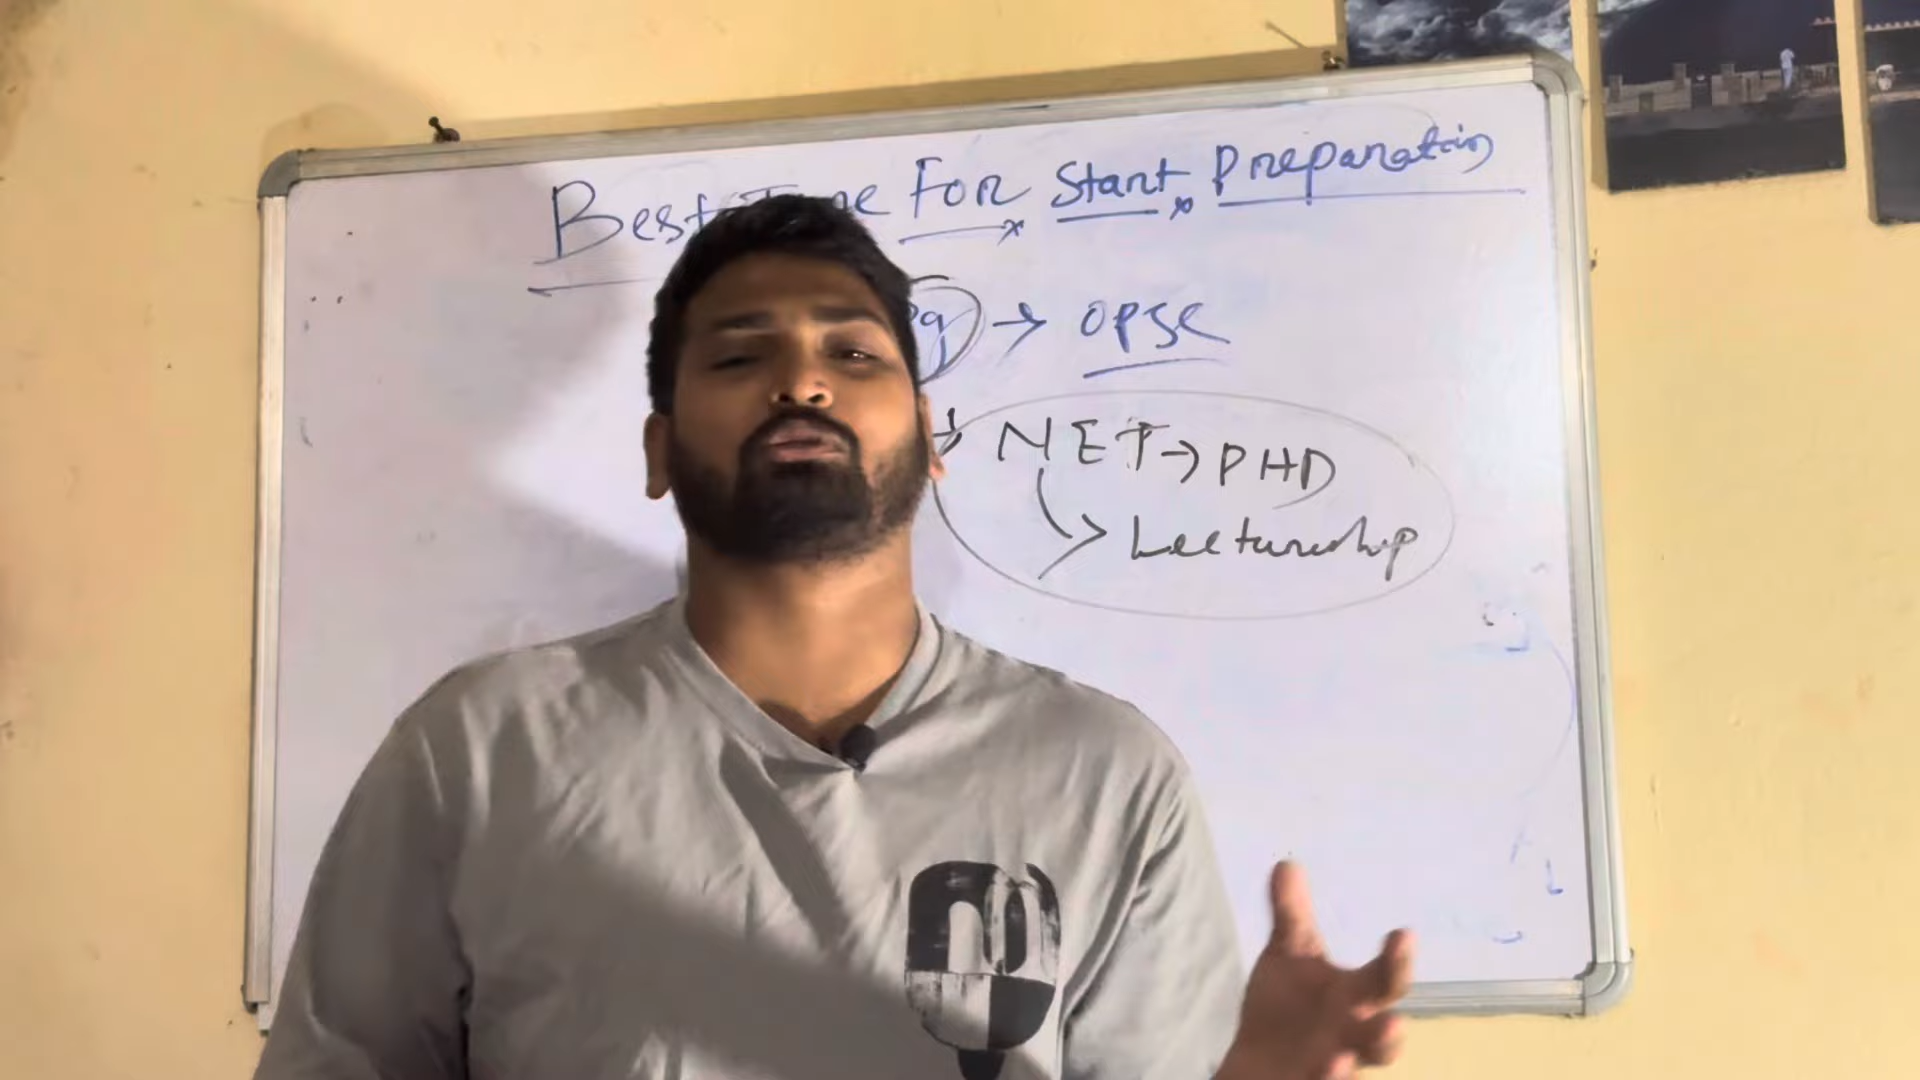 Best Time For Start Preparation
Pg → OPSC
→ NET → PHD
→ Lectureship